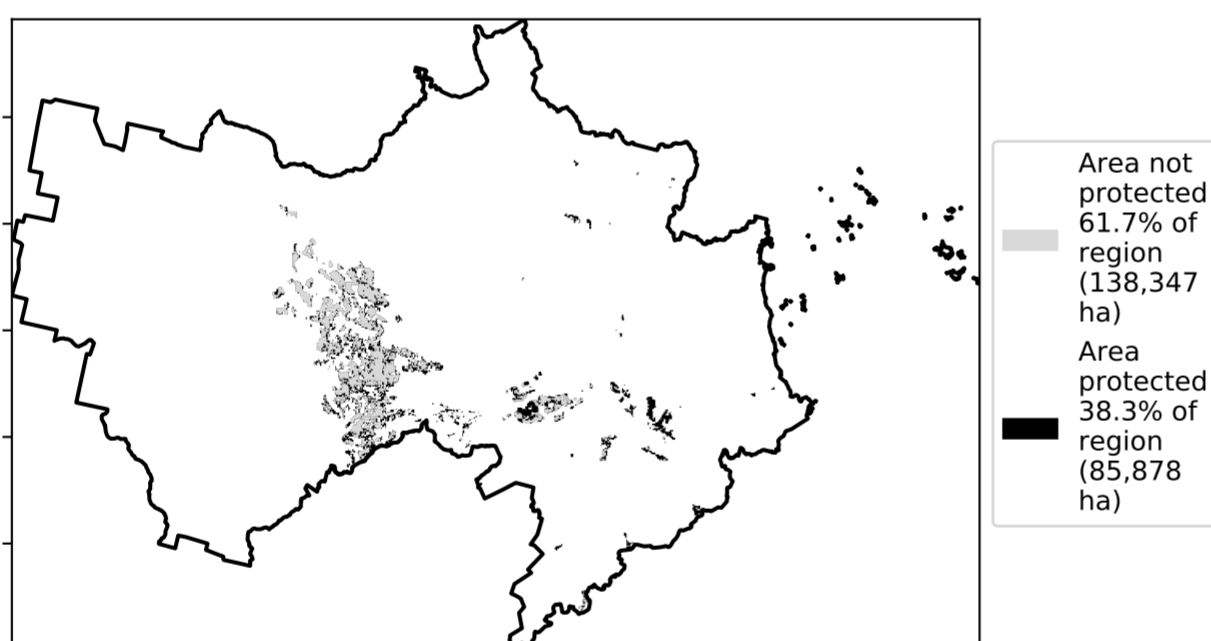 Area not
protected
61.7% of
region
(138,347
ha)
Area
protected
38.3% of
region
(85,878
ha)